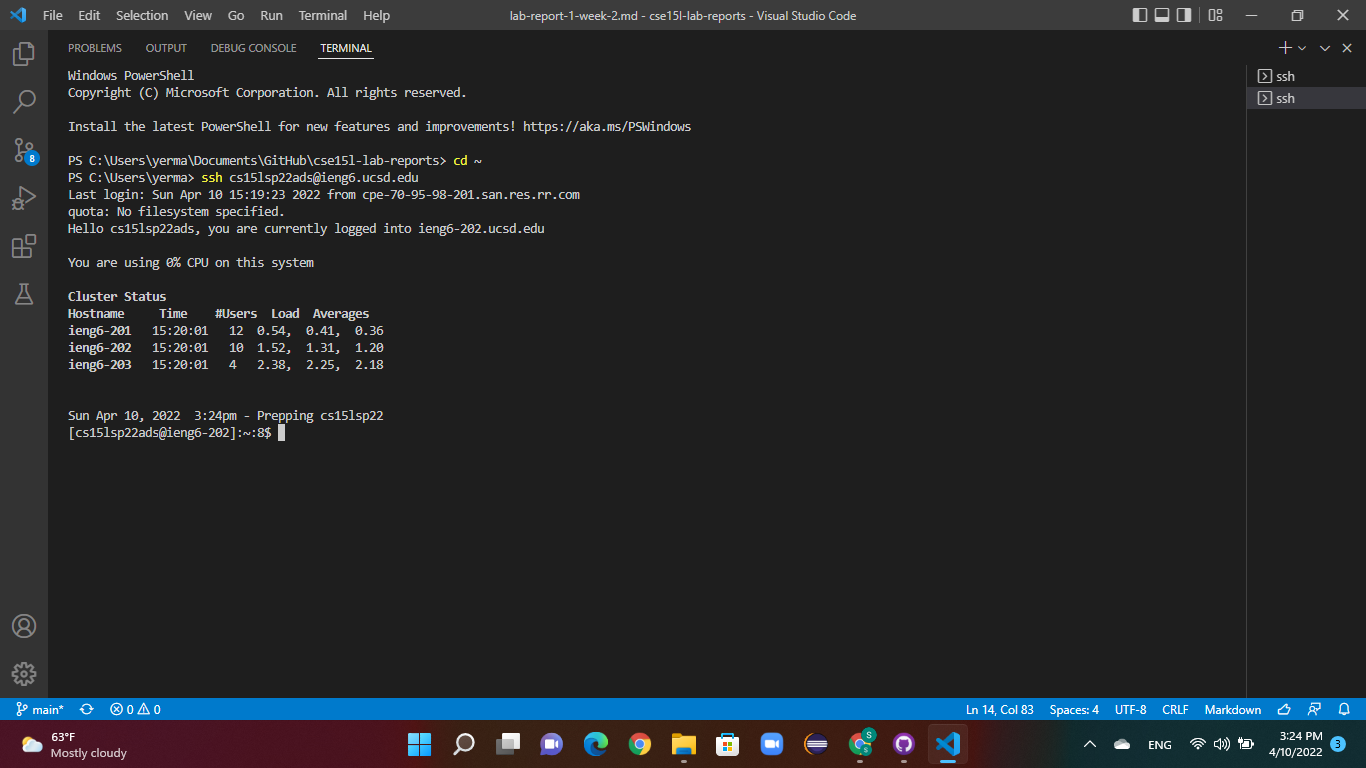 File Edit Selection View Go Run Terminal Help lab-report-1-week-2.md - cse15l-lab-reports - Visual Studio Code
PROBLEMS OUTPUT DEBUG CONSOLE TERMINAL
Windows PowerShell
Copyright (C) Microsoft Corporation. All rights reserved.
Install the latest PowerShell for new features and improvements! https://aka.ms/PSWindows
PS C:\Users\yerma\Documents\GitHub\cse15l-lab-reports> cd ~
PS C:\Users\yerma> ssh cs15lsp22ads@ieng6.ucsd.edu
Last login: Sun Apr 10 15:19:23 2022 from cpe-70-95-98-201.san.res.rr.com
quota: No filesystem specified.
Hello cs15lsp22ads, you are currently logged into ieng6-202.ucsd.edu
You are using 0% CPU on this system
Cluster Status
Hostname Time #Users Load Averages
ieng6-201 15:20:01 12 0.54, 0.41, 0.36
ieng6-202 15:20:01 10 1.52, 1.31, 1.20
ieng6-203 15:20:01 4 2.38, 2.25, 2.18
Sun Apr 10, 2022 3:24pm - Prepping cs15lsp22
[cs15lsp22ads@ieng6-202]:~:8$
ssh
ssh
8
main* 0 0 Ln 14, Col 83 Spaces: 4 UTF-8 CRLF Markdown
63°F
Mostly cloudy
S
ENG
3:24 PM
4/10/2022
3